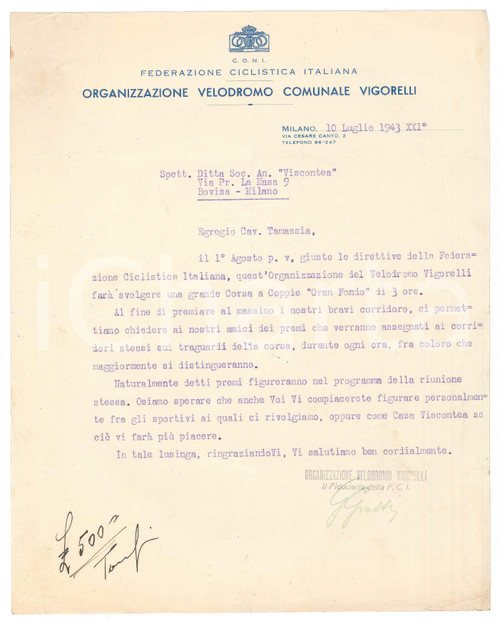 C. O. N. I.
FEDERAZIONE CICLISTICA ITALIANA
ORGANIZZAZIONE VELODROMO COMUNALE VIGORELLI
MILANO, 10 Luglio 1943 XXI°
VIA CESARE CANTÙ, 2
TELEFONO 86-247
Spett. Ditta Soc. An. "Viscontea"
Via Pr. La Masa 9
Bovisa - Milano
Egregio Cav. Tamassia,
il 1° Agosto p. v, giuste le direttive della Federa-
zione Ciclistica Italiana, quest'Organizzazione del Velodromo Vigorelli
farà svolgere una grande Corsa a Coppie "Gran Fondo" di 3 ore.
Al fine di premiare al massimo i nostri bravi corridoro, ci permet-
tiamo chiedere ai nostri amici dei premi che verranno assegnati ai corri-
dori stessi sui traguardi della corsa, durante ogni ora, fra coloro che
maggiormente si distingueranno.
Naturalmente detti premi figureranno nel programma della riunione
stessa. Osiamo sperare che anche Voi Vi compiacerete figurare personalmen-
te fra gli sportivi ai quali ci rivolgiamo, oppure come Casa Viscontea se
ciò vi farà più piacere.
In tale lusinga, ringraziandoVi, Vi salutiamo ben cordialmente.
ORGANIZZAZIONE VELODROMO VIGORELLI
Il Fiduciario della F.C.I.
£ 500